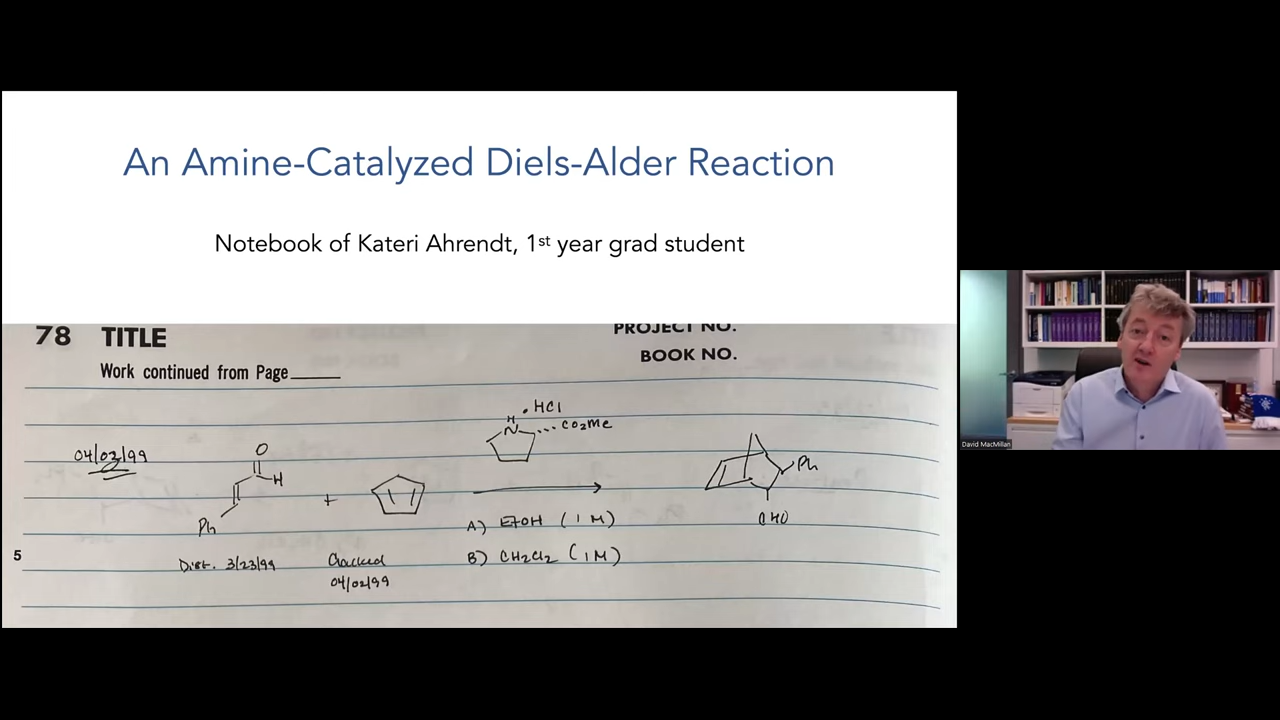 An Amine-Catalyzed Diels-Alder Reaction
Notebook of Kateri Ahrendt, 1st year grad student
78 TITLE
PROJECT NO.
BOOK NO.
Work continued from Page
• HCl
H
N
CO2Me
04/03/99
O
H
Ph
+
Ph
CHO
A) EtOH (1 M)
B) CH2Cl2 (1M)
5
Dist. 3/23/99
Cracked
04/02/99
David MacMillan